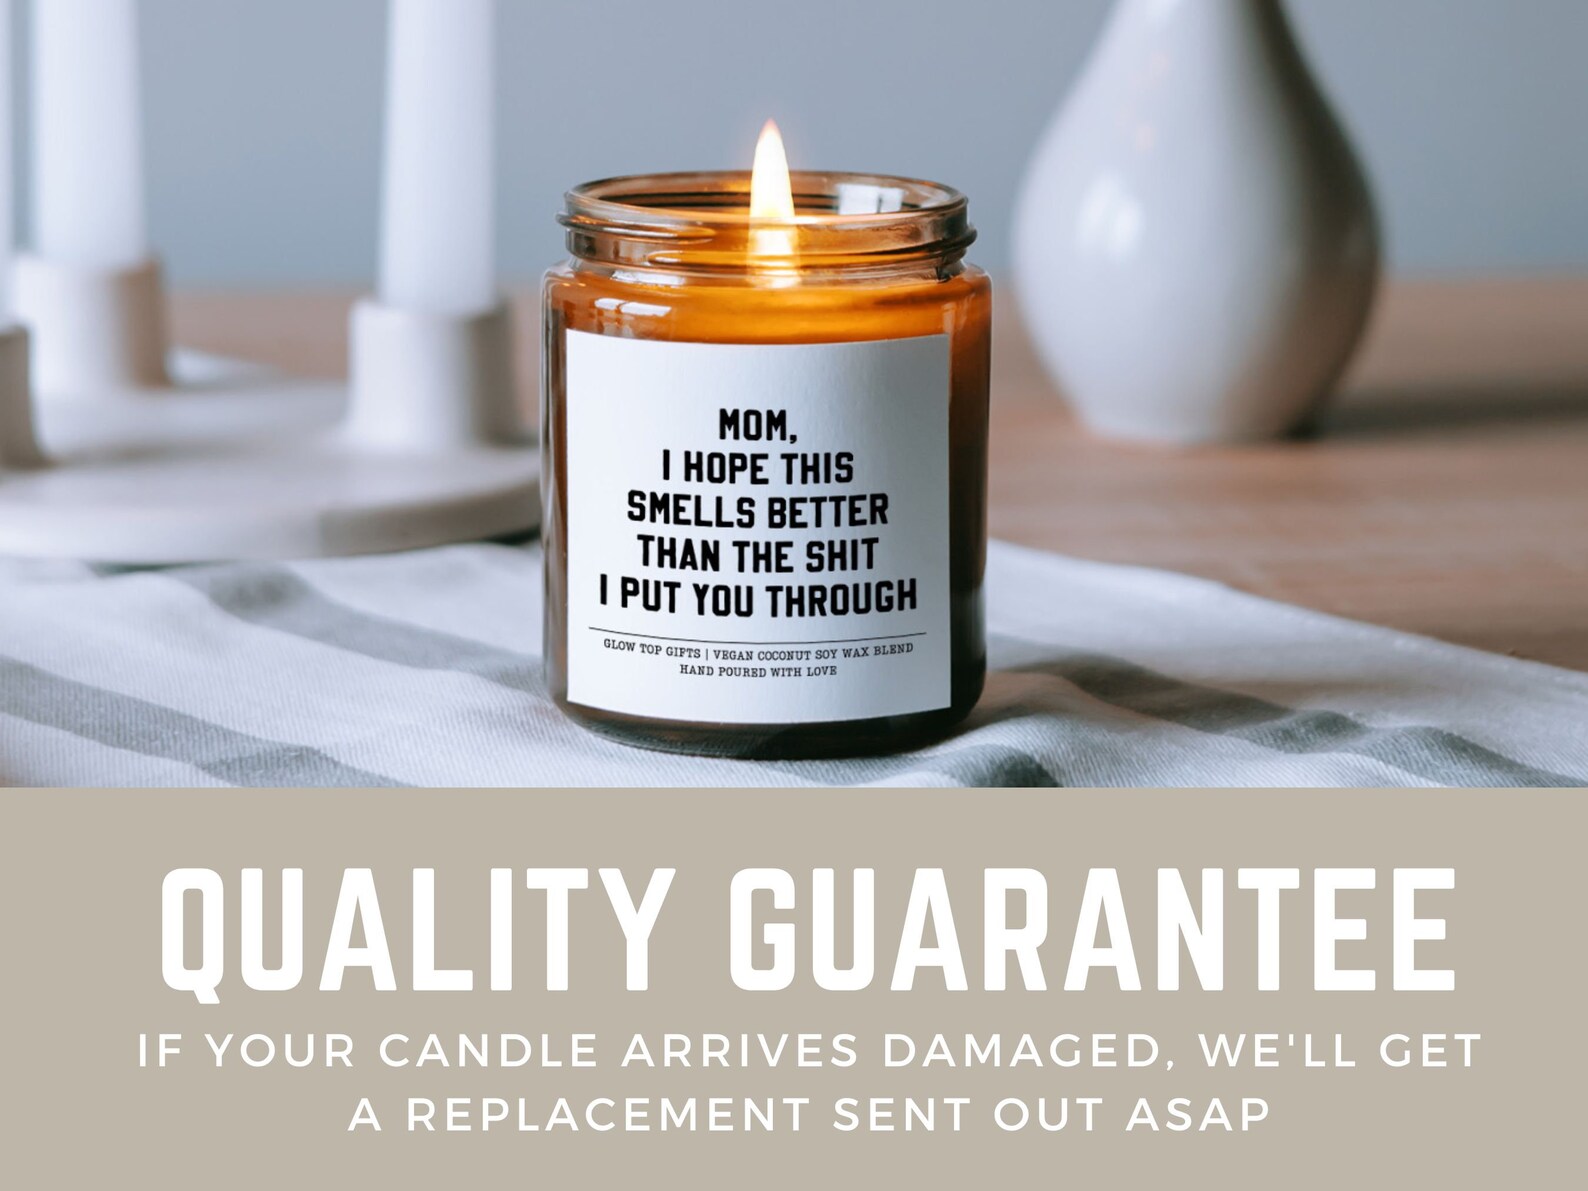 MOM,
I HOPE THIS
SMELLS BETTER
THAN THE SHIT
I PUT YOU THROUGH
GLOW TOP GIFTS | VEGAN COCONUT SOY WAX BLEND
HAND POURED WITH LOVE
QUALITY GUARANTEE
IF YOUR CANDLE ARRIVES DAMAGED, WE'LL GET
A REPLACEMENT SENT OUT ASAP